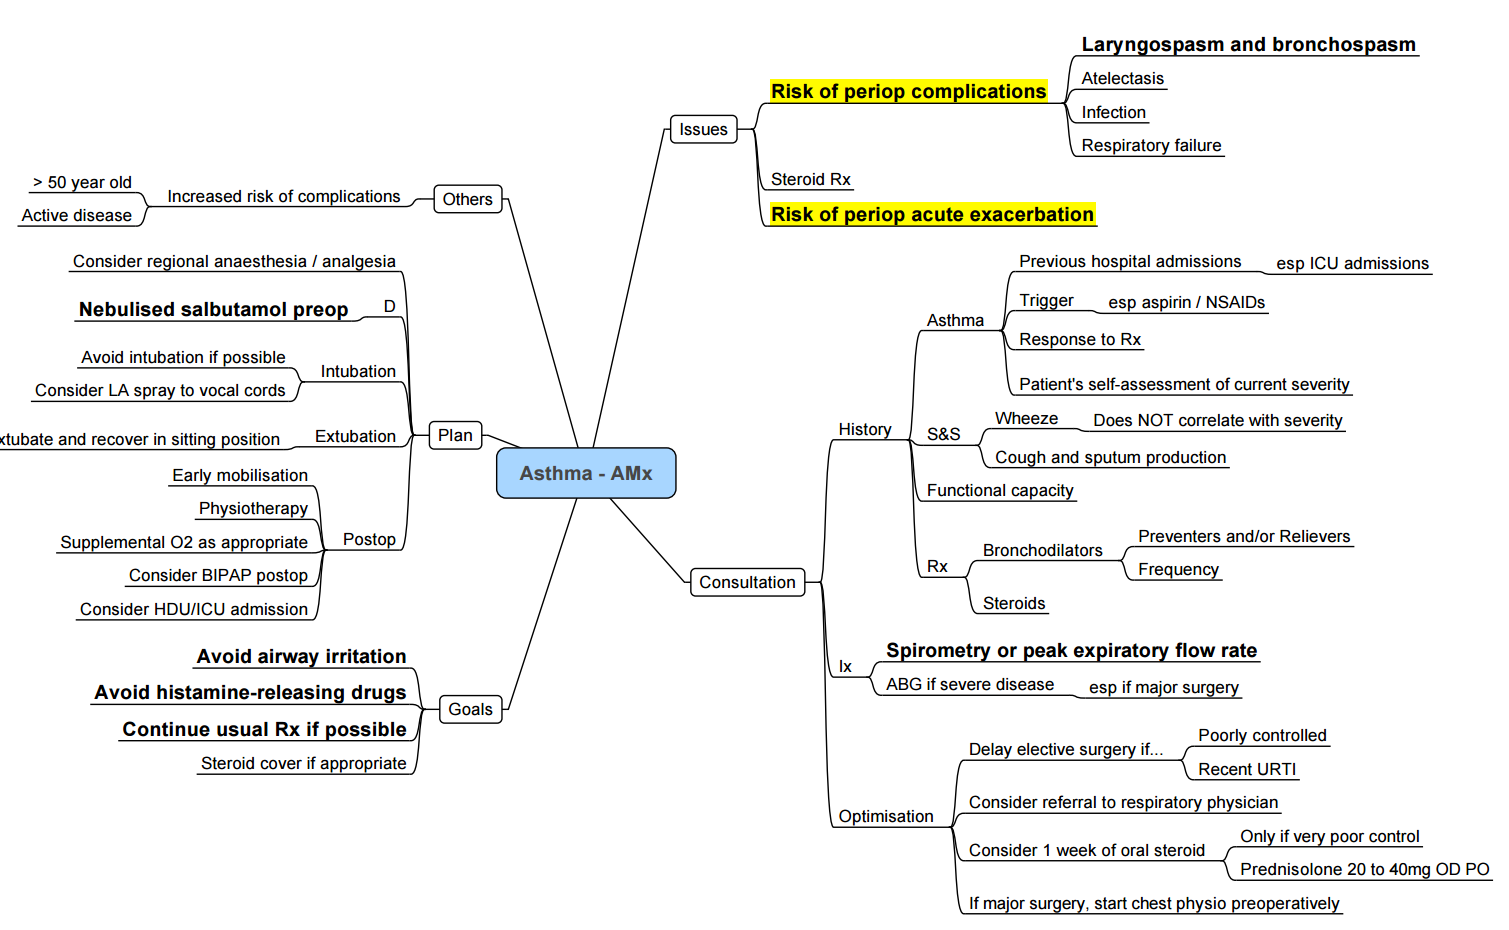 Asthma - AMx
Issues
Risk of periop complications
Laryngospasm and bronchospasm
Atelectasis
Infection
Respiratory failure
Steroid Rx
Risk of periop acute exacerbation
Consultation
History
Asthma
Previous hospital admissions
esp ICU admissions
Trigger
esp aspirin / NSAIDs
Response to Rx
Patient's self-assessment of current severity
S&S
Wheeze
Does NOT correlate with severity
Cough and sputum production
Functional capacity
Rx
Bronchodilators
Preventers and/or Relievers
Frequency
Steroids
Ix
Spirometry or peak expiratory flow rate
ABG if severe disease
esp if major surgery
Optimisation
Delay elective surgery if...
Poorly controlled
Recent URTI
Consider referral to respiratory physician
Consider 1 week of oral steroid
Only if very poor control
Prednisolone 20 to 40mg OD PO
If major surgery, start chest physio preoperatively
Others
Increased risk of complications
> 50 year old
Active disease
Plan
Consider regional anaesthesia / analgesia
D
Nebulised salbutamol preop
Intubation
Avoid intubation if possible
Consider LA spray to vocal cords
Extubation
xtubate and recover in sitting position
Postop
Early mobilisation
Physiotherapy
Supplemental O2 as appropriate
Consider BIPAP postop
Consider HDU/ICU admission
Goals
Avoid airway irritation
Avoid histamine-releasing drugs
Continue usual Rx if possible
Steroid cover if appropriate